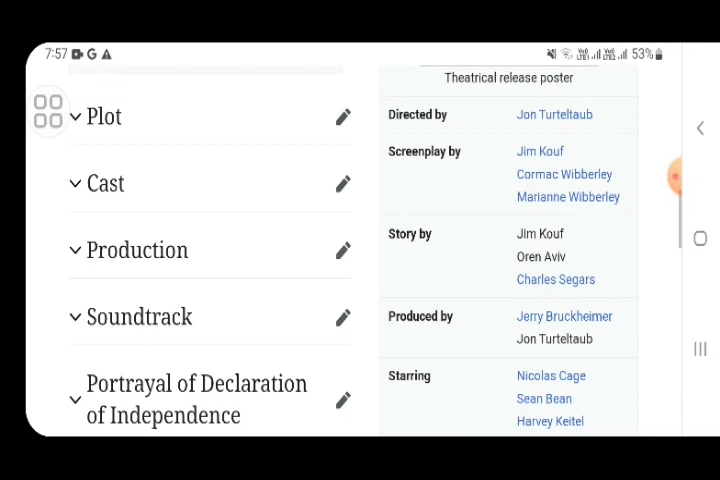 7:57
53%
Plot
Cast
Production
Soundtrack
Portrayal of Declaration
of Independence
Theatrical release poster
Directed by Jon Turteltaub
Screenplay by Jim Kouf
Cormac Wibberley
Marianne Wibberley
Story by Jim Kouf
Oren Aviv
Charles Segars
Produced by Jerry Bruckheimer
Jon Turteltaub
Starring Nicolas Cage
Sean Bean
Harvey Keitel